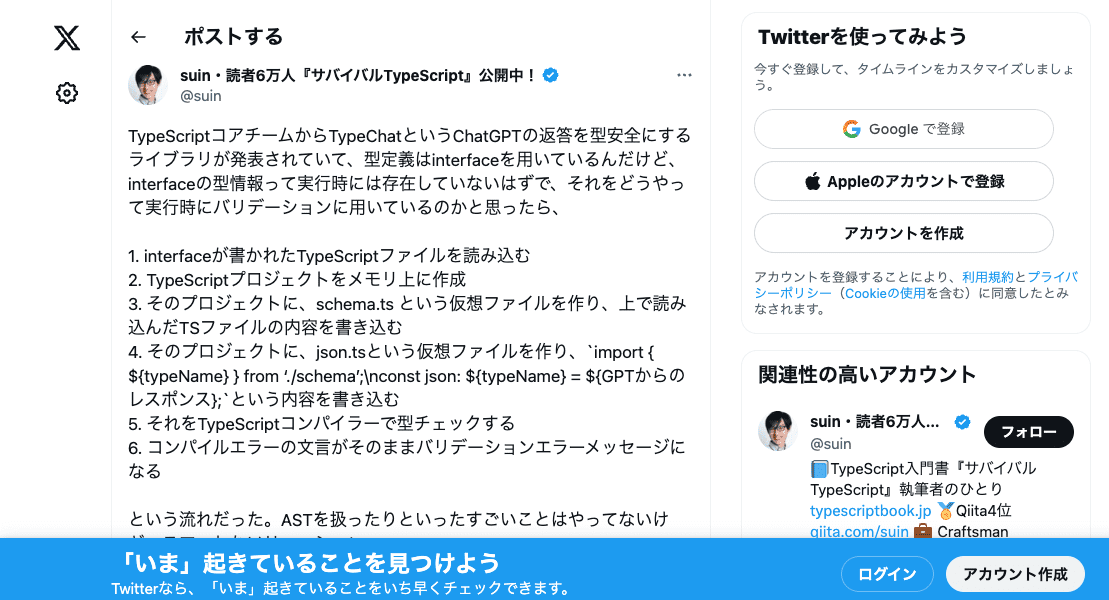 ポストする
suin・読者6万人『サバイバルTypeScript』公開中！
@suin
TypeScriptコアチームからTypeChatというChatGPTの返答を型安全にする
ライブラリが発表されていて、型定義はinterfaceを用いているんだけど、
interfaceの型情報って実行時には存在していないはずで、それをどうやっ
て実行時にバリデーションに用いているのかと思ったら、
1. interfaceが書かれたTypeScriptファイルを読み込む
2. TypeScriptプロジェクトをメモリ上に作成
3. そのプロジェクトに、schema.ts という仮想ファイルを作り、上で読み
込んだTSファイルの内容を書き込む
4. そのプロジェクトに、json.tsという仮想ファイルを作り、`import {
${typeName} } from ‘./schema’;\nconst json: ${typeName} = ${GPTからの
レスポンス};`という内容を書き込む
5. それをTypeScriptコンパイラーで型チェックする
6. コンパイルエラーの文言がそのままバリデーションエラーメッセージに
なる
という流れだった。ASTを扱ったりといったすごいことはやってないけ
Twitterを使ってみよう
今すぐ登録して、タイムラインをカスタマイズしましょ
う。
Google で登録
Appleのアカウントで登録
アカウントを作成
アカウントを登録することにより、利用規約とプライバ
シーポリシー（Cookieの使用を含む）に同意したとみ
なされます。
関連性の高いアカウント
suin・読者6万人...
@suin
フォロー
📘TypeScript入門書『サバイバル
TypeScript』執筆者のひとり
typescriptbook.jp 🏅Qiita4位
qiita.com/suin 💼 Craftsman
「いま」起きていることを見つけよう
Twitterなら、「いま」起きていることをいち早くチェックできます。
ログイン
アカウント作成